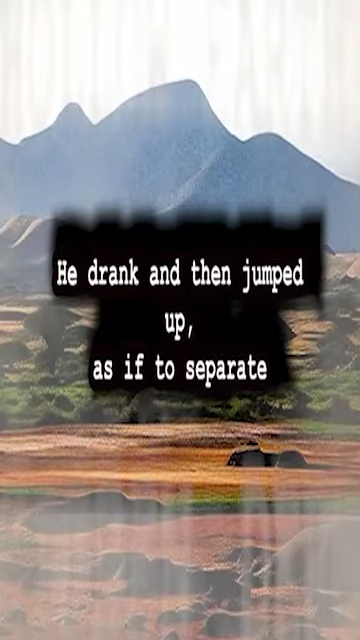 He drank and then jumped
up,
as if to separate